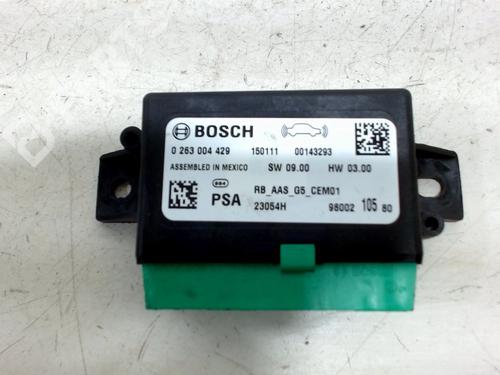 BOSCH
0 263 004 429 150111 00143293
ASSEMBLED IN MEXICO SW 09.00 HW 03.00
RB_AAS_G5_CEM01
PSA 23054H 98002 105 80